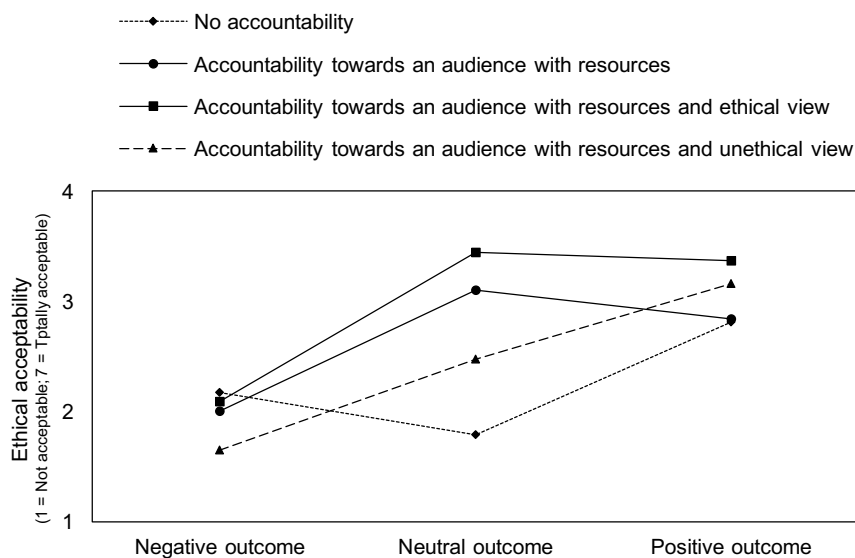 No accountability
Accountability towards an audience with resources
Accountability towards an audience with resources and ethical view
Accountability towards an audience with resources and unethical view
Ethical acceptability
(1 = Not acceptable; 7 = Tptally acceptable)
4
3
2
1
Negative outcome Neutral outcome Positive outcome